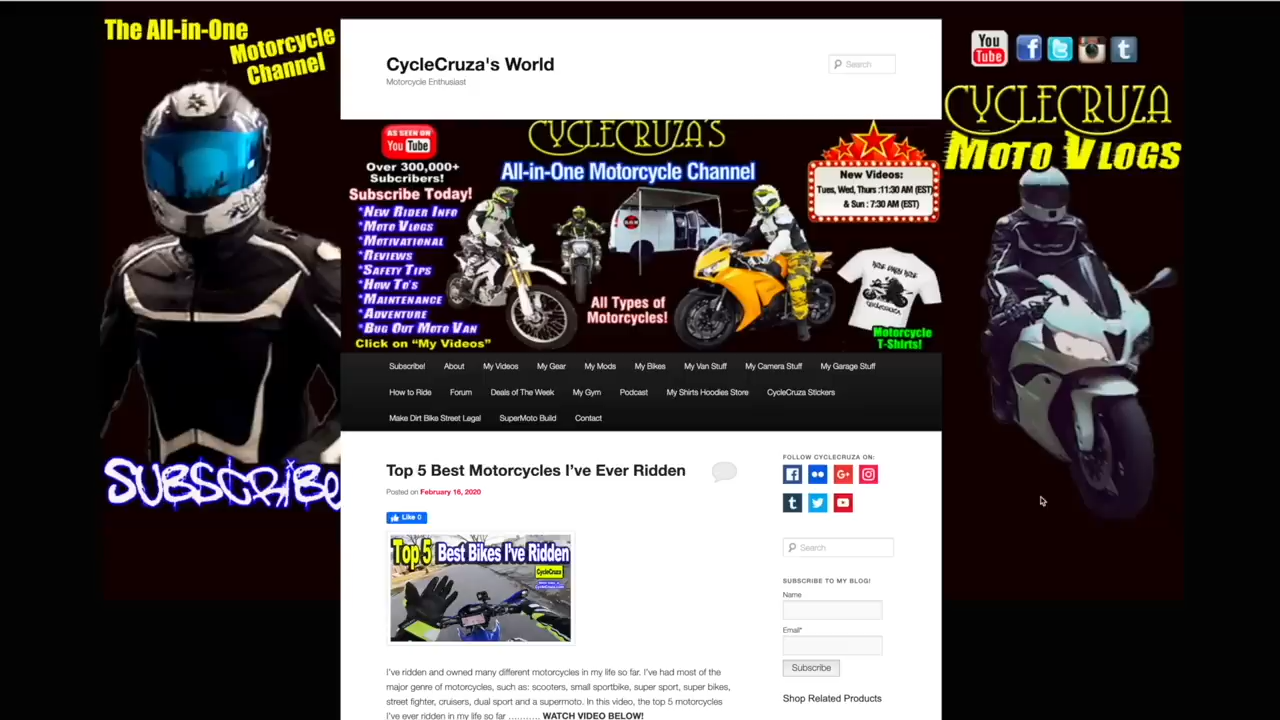 The All-in-One
Motorcycle
Channel
SUBSCRIBE
CycleCruza's World
Motorcycle Enthusiast
Search
AS SEEN ON
You Tube
Over 300,000+
Subcribers!
Subscribe Today!
*New Rider Info
*Moto Vlogs
*Motivational
*Reviews
*Safety Tips
*How To's
*Maintenance
*Adventure
*Bug Out Moto Van
Click on "My Videos"
CYCLECRUZA'S
All-in-One Motorcycle Channel
All Types of
Motorcycles!
New Videos:
Tues, Wed, Thurs :11:30 AM (EST)
& Sun : 7:30 AM (EST)
Motorcycle
T-Shirts!
You
Tube
CYCLECRUZA
MOTO VLOGS
Subscribe! About My Videos My Gear My Mods My Bikes My Van Stuff My Camera Stuff My Garage Stuff
How to Ride Forum Deals of The Week My Gym Podcast My Shirts Hoodies Store CycleCruza Stickers
Make Dirt Bike Street Legal SuperMoto Build Contact
Top 5 Best Motorcycles I've Ever Ridden
Posted on February 16, 2020
Like 0
Top 5 Best Bikes I've Ridden
CycleCruza
I've ridden and owned many different motorcycles in my life so far. I've had most of the
major genre of motorcycles, such as: scooters, small sportbike, super sport, super bikes,
street fighter, cruisers, dual sport and a supermoto. In this video, the top 5 motorcycles
I've ever ridden in my life so far .......... WATCH VIDEO BELOW!
FOLLOW CYCLECRUZA ON:
Search
SUBSCRIBE TO MY BLOG!
Name
Email*
Subscribe
Shop Related Products